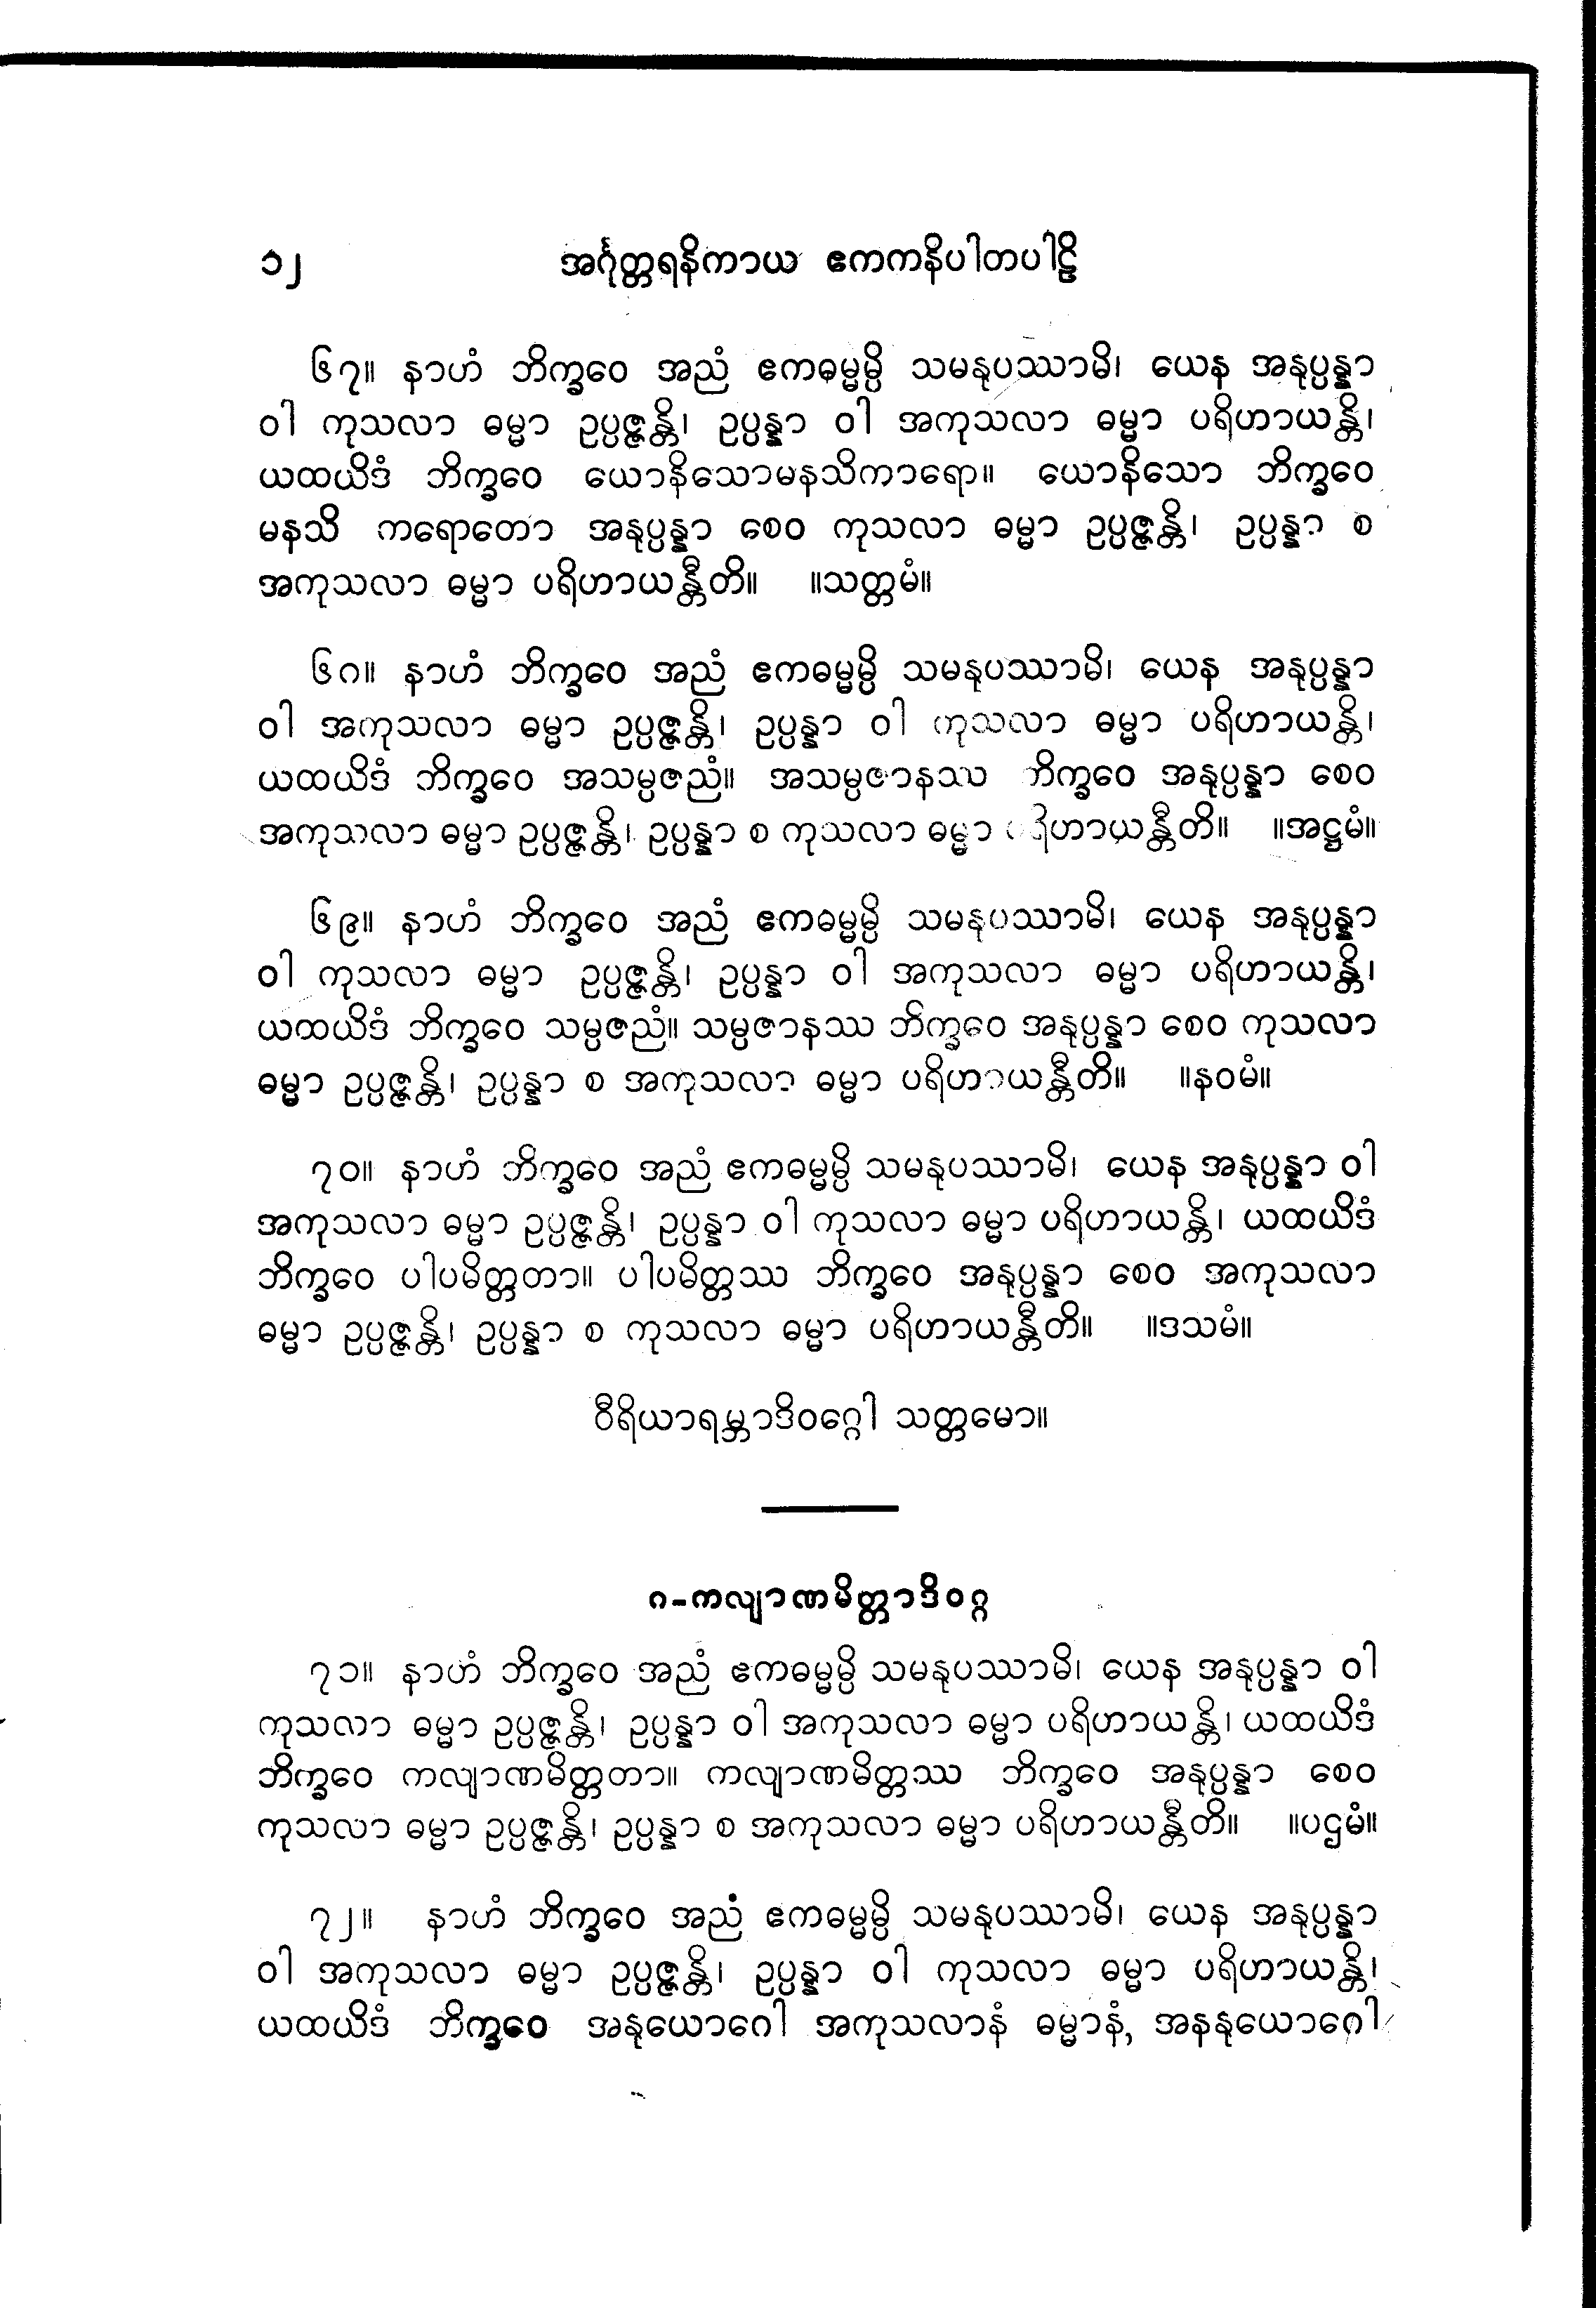 ၁၂ အင်္ဂုတ္တရနိကာယ ဧကကနိပါတပါဠိ
၆၇။ နာဟံ ဘိက္ခဝေ အညံ ဧကဓမ္မမ္ပိ သမနုပဿာမိ၊ ယေန အနုပ္ပန္နာ
ဝါ ကုသလာ ဓမ္မာ ဥပ္ပဇ္ဇန္တိ၊ ဥပ္ပန္နာ ဝါ အကုသလာ ဓမ္မာ ပရိဟာယန္တိ၊
ယထယိဒံ ဘိက္ခဝေ ယောနိသောမနသိကာရော။ ယောနိသော ဘိက္ခဝေ
မနသိ ကရောတော အနုပ္ပန္နာ စေဝ ကုသလာ ဓမ္မာ ဥပ္ပဇ္ဇန္တိ၊ ဥပ္ပန္နာ စ
အကုသလာ ဓမ္မာ ပရိဟာယန္တီတိ။ ။သတ္တမံ။
၆၈။ နာဟံ ဘိက္ခဝေ အညံ ဧကဓမ္မမ္ပိ သမနုပဿာမိ၊ ယေန အနုပ္ပန္နာ
ဝါ အကုသလာ ဓမ္မာ ဥပ္ပဇ္ဇန္တိ၊ ဥပ္ပန္နာ ဝါ ကုသလာ ဓမ္မာ ပရိဟာယန္တိ၊
ယထယိဒံ ဘိက္ခဝေ အသမ္ပဇညံ။ အသမ္ပဇာနဿ ဘိက္ခဝေ အနုပ္ပန္နာ စေဝ
အကုသလာ ဓမ္မာ ဥပ္ပဇ္ဇန္တိ၊ ဥပ္ပန္နာ စ ကုသလာ ဓမ္မာ ပရိဟာယန္တီတိ။ ။အဋ္ဌမံ။
၆၉။ နာဟံ ဘိက္ခဝေ အညံ ဧကဓမ္မမ္ပိ သမနုပဿာမိ၊ ယေန အနုပ္ပန္နာ
ဝါ ကုသလာ ဓမ္မာ ဥပ္ပဇ္ဇန္တိ၊ ဥပ္ပန္နာ ဝါ အကုသလာ ဓမ္မာ ပရိဟာယန္တိ၊
ယထယိဒံ ဘိက္ခဝေ သမ္ပဇညံ။ သမ္ပဇာနဿ ဘိက္ခဝေ အနုပ္ပန္နာ စေဝ ကုသလာ
ဓမ္မာ ဥပ္ပဇ္ဇန္တိ၊ ဥပ္ပန္နာ စ အကုသလာ ဓမ္မာ ပရိဟာယန္တီတိ။ ။နဝမံ။
၇၀။ နာဟံ ဘိက္ခဝေ အညံ ဧကဓမ္မမ္ပိ သမနုပဿာမိ၊ ယေန အနုပ္ပန္နာ ဝါ
အကုသလာ ဓမ္မာ ဥပ္ပဇ္ဇန္တိ၊ ဥပ္ပန္နာ ဝါ ကုသလာ ဓမ္မာ ပရိဟာယန္တိ၊ ယထယိဒံ
ဘိက္ခဝေ ပါပမိတ္တတာ။ ပါပမိတ္တဿ ဘိက္ခဝေ အနုပ္ပန္နာ စေဝ အကုသလာ
ဓမ္မာ ဥပ္ပဇ္ဇန္တိ၊ ဥပ္ပန္နာ စ ကုသလာ ဓမ္မာ ပရိဟာယန္တီတိ။ ။ဒသမံ။
ဝီရိယာရမ္ဘာဒိဝဂ္ဂေါ သတ္တမော။
၈-ကလျာဏမိတ္တာဒိဝဂ္ဂ
၇၁။ နာဟံ ဘိက္ခဝေ အညံ ဧကဓမ္မမ္ပိ သမနုပဿာမိ၊ ယေန အနုပ္ပန္နာ ဝါ
ကုသလာ ဓမ္မာ ဥပ္ပဇ္ဇန္တိ၊ ဥပ္ပန္နာ ဝါ အကုသလာ ဓမ္မာ ပရိဟာယန္တိ၊ ယထယိဒံ
ဘိက္ခဝေ ကလျာဏမိတ္တတာ။ ကလျာဏမိတ္တဿ ဘိက္ခဝေ အနုပ္ပန္နာ စေဝ
ကုသလာ ဓမ္မာ ဥပ္ပဇ္ဇန္တိ၊ ဥပ္ပန္နာ စ အကုသလာ ဓမ္မာ ပရိဟာယန္တီတိ။ ။ပဌမံ။
၇၂။ နာဟံ ဘိက္ခဝေ အညံ ဧကဓမ္မမ္ပိ သမနုပဿာမိ၊ ယေန အနုပ္ပန္နာ
ဝါ အကုသလာ ဓမ္မာ ဥပ္ပဇ္ဇန္တိ၊ ဥပ္ပန္နာ ဝါ ကုသလာ ဓမ္မာ ပရိဟာယန္တိ၊
ယထယိဒံ ဘိက္ခဝေ အနုယောဂေါ အကုသလာနံ ဓမ္မာနံ, အနနုယောဂေါ